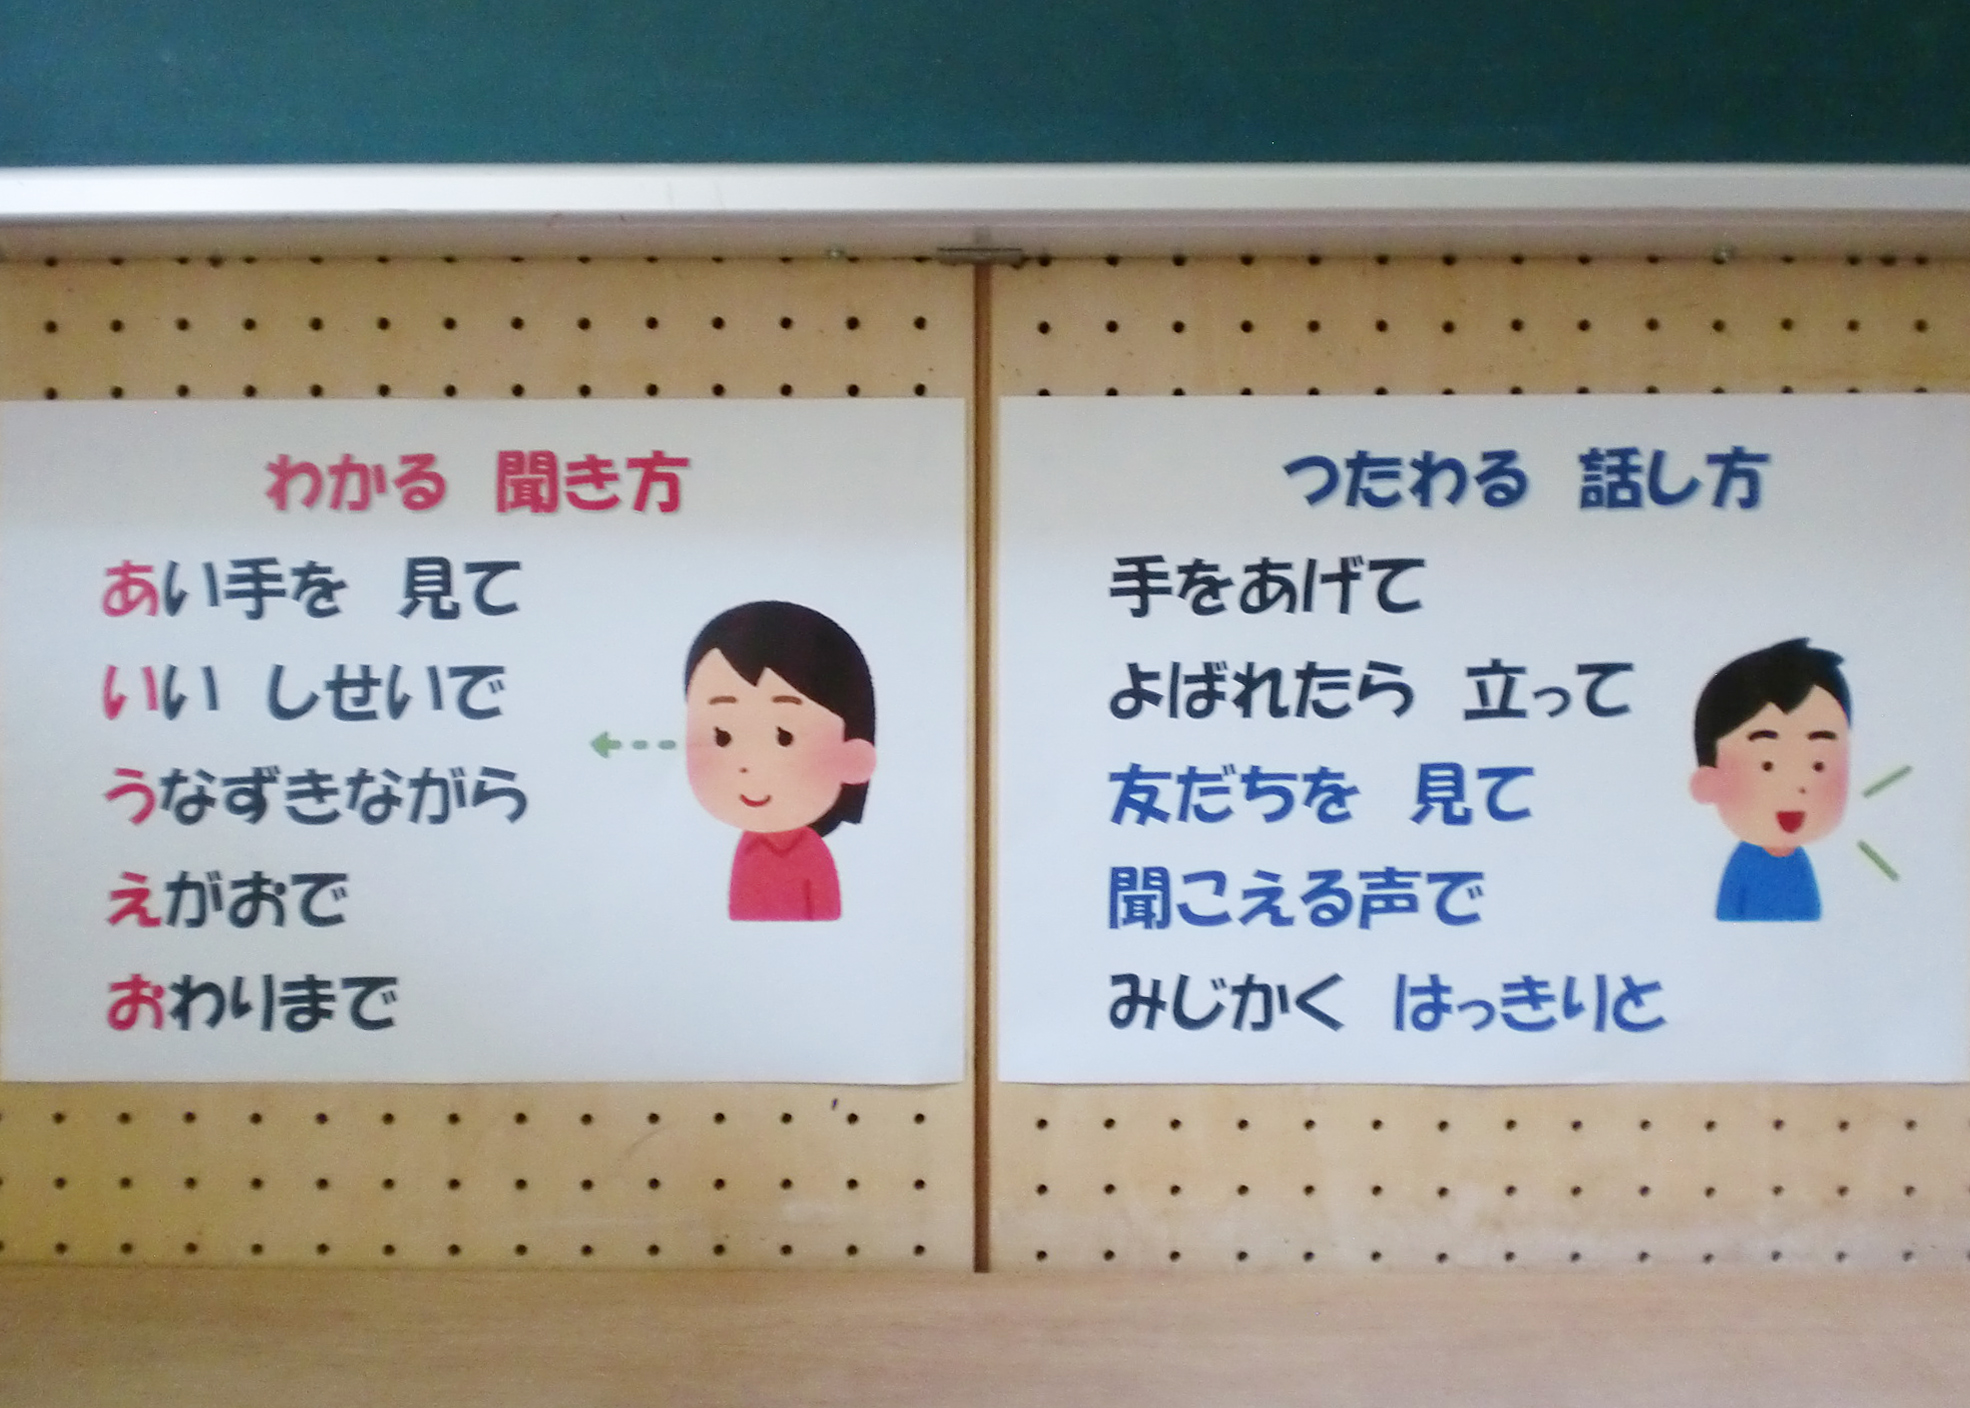 わかる　聞き方
あい手を　見て
いい　しせいで
うなずきながら
えがおで
おわりまで
つたわる　話し方
手をあげて
よばれたら　立って
友だちを　見て
聞こえる声で
みじかく　はっきりと